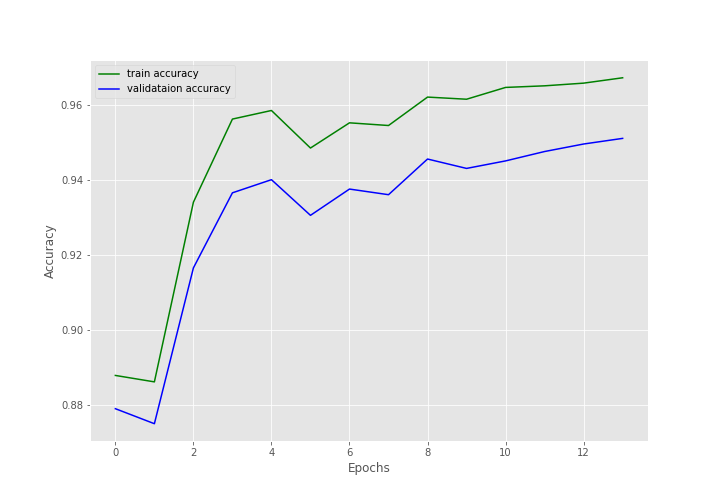 train accuracy
validataion accuracy
0.96
0.94
0.92
0.90
0.88
Accuracy
0 2 4 6 8 10 12
Epochs